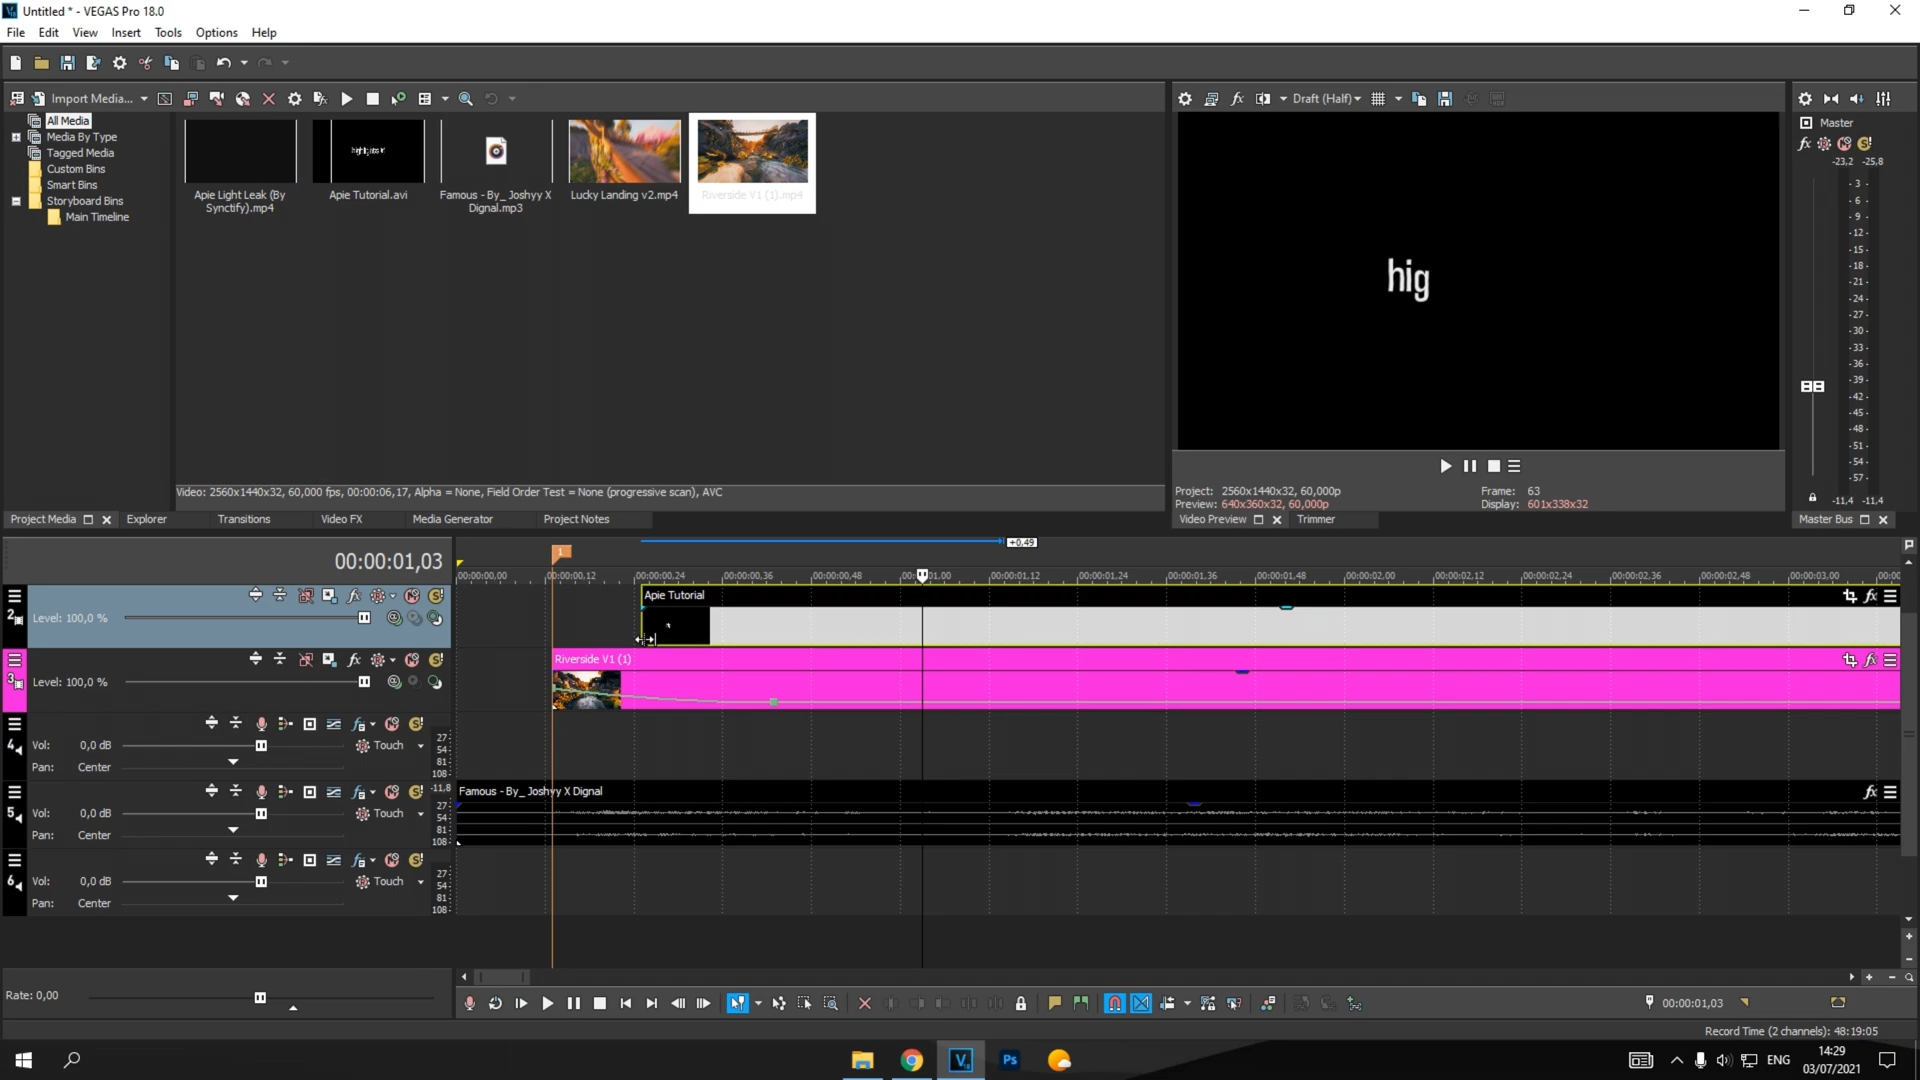 Untitled * - VEGAS Pro 18.0
File Edit View Insert Tools Options Help
Import Media...
Draft (Half)
All Media
Media By Type
Tagged Media
Custom Bins
Smart Bins
Storyboard Bins
Main Timeline
Apie Light Leak (By Synctify).mp4
Apie Tutorial.avi
Famous - By_ Joshyy X Dignal.mp3
Lucky Landing v2.mp4
Riverside V1 (1).mp4
hig
Master
-23,2 -25,8
- 3 -
- 6 -
- 9 -
- 12 -
- 15 -
- 18 -
- 21 -
- 24 -
- 27 -
- 30 -
- 33 -
- 36 -
- 39 -
- 42 -
- 45 -
- 48 -
- 51 -
- 54 -
- 57 -
-11,4 -11,4
Video: 2560x1440x32, 60,000 fps, 00:00:06,17, Alpha = None, Field Order Test = None (progressive scan), AVC
Project: 2560x1440x32, 60,000p
Preview: 640x360x32, 60,000p
Frame: 63
Display: 601x338x32
Project Media Explorer Transitions Video FX Media Generator Project Notes
Video Preview Trimmer
Master Bus
00:00:01,03
1
+0.49
00:00:00,00 00:00:00,12 00:00:00,24 00:00:00,36 00:00:00,48 00:00:01,00 00:00:01,12 00:00:01,24 00:00:01,36 00:00:01,48 00:00:02,00 00:00:02,12 00:00:02,24 00:00:02,36 00:00:02,48 00:00:03,00 00:00
2
Level: 100,0 %
Apie Tutorial
3
Level: 100,0 %
Riverside V1 (1)
4
Vol: 0,0 dB Touch
Pan: Center
27
54
81
108
5
Vol: 0,0 dB Touch
Pan: Center
-11,8
27
54
81
108
Famous - By_ Joshyy X Dignal
6
Vol: 0,0 dB Touch
Pan: Center
27
54
81
108
Rate: 0,00
00:00:01,03
Record Time (2 channels): 48:19:05
V
Ps
ENG
14:29
03/07/2021